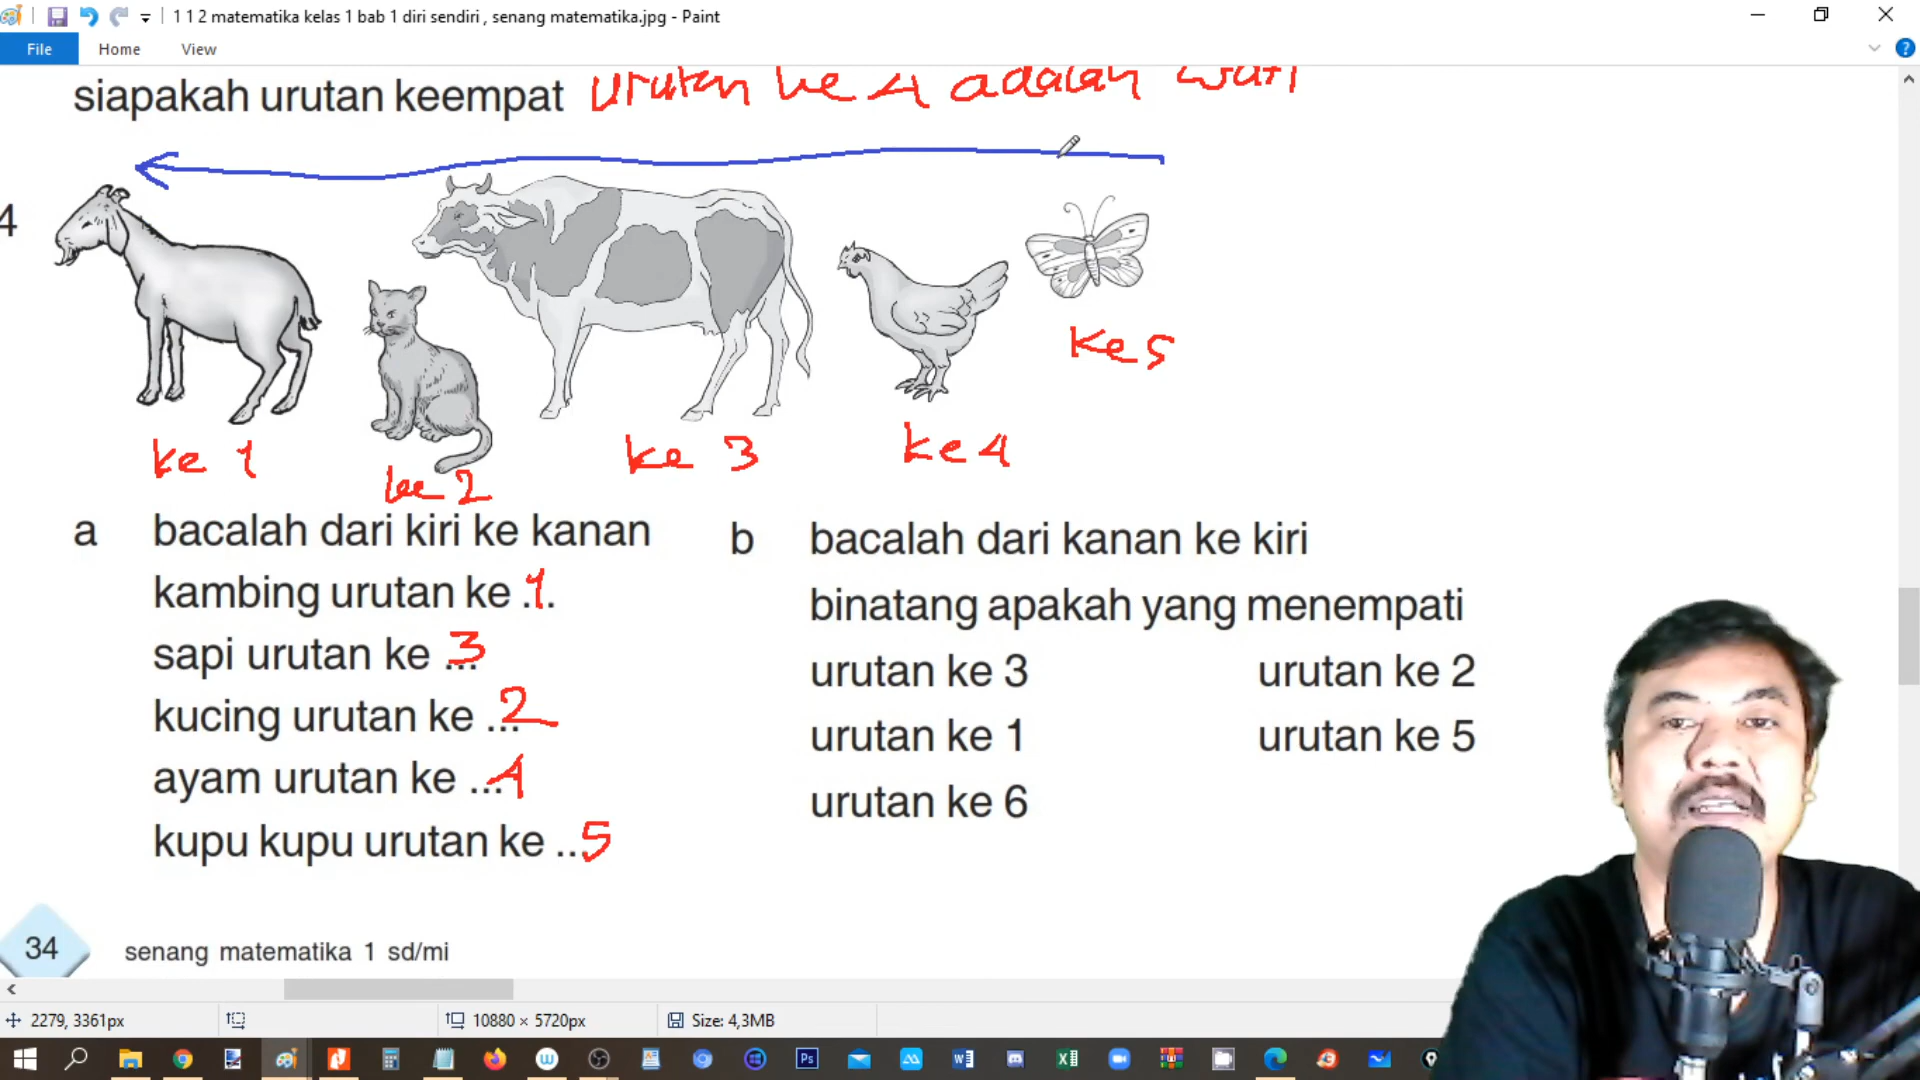 1 1 2 matematika kelas 1 bab 1 diri sendiri , senang matematika.jpg - Paint
File Home View
siapakah urutan keempat urutan ke 4 adalah wati
4
ke 5
ke 1 ke 3 ke 4
ke 2
a bacalah dari kiri ke kanan
kambing urutan ke .1.
sapi urutan ke ...3
kucing urutan ke ...2
ayam urutan ke ...4
kupu kupu urutan ke ..5
b bacalah dari kanan ke kiri
binatang apakah yang menempati
urutan ke 3 urutan ke 2
urutan ke 1 urutan ke 5
urutan ke 6
34 senang matematika 1 sd/mi
2279, 3361px 10880 × 5720px Size: 4,3MB